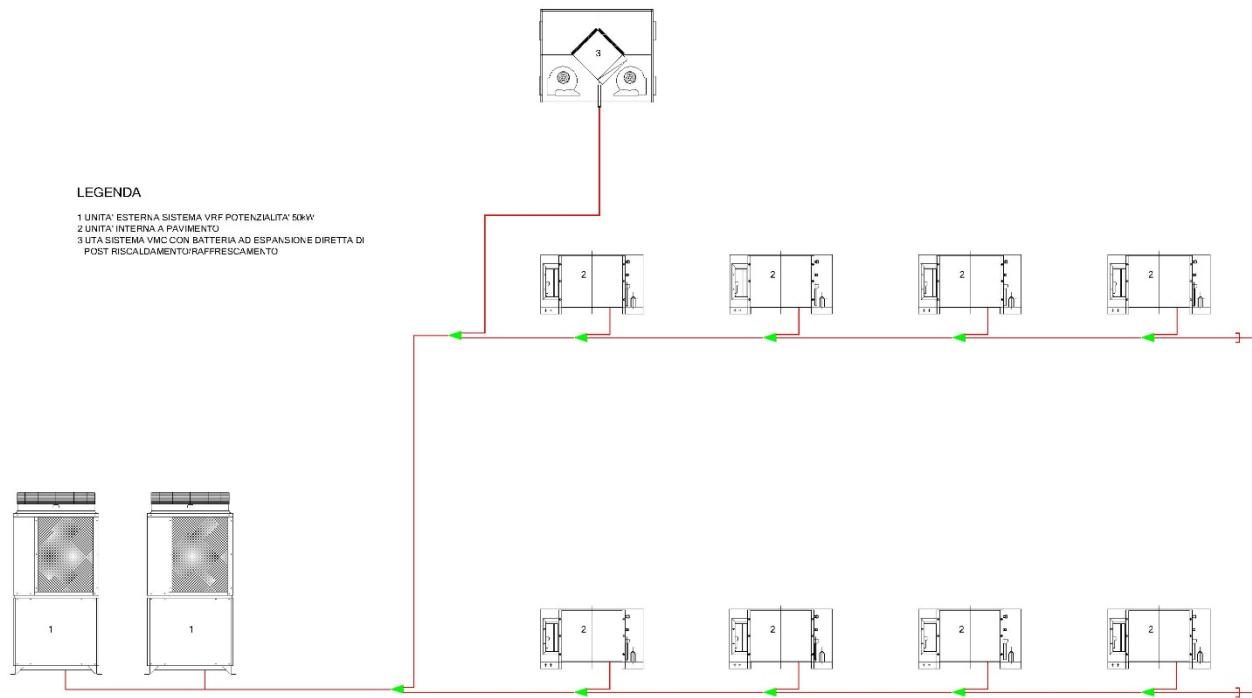 3
LEGENDA
1 UNITA' ESTERNA SISTEMA VRF POTENZIALITA' 50kW
2 UNITA' INTERNA A PAVIMENTO
3 UTA SISTEMA VMC CON BATTERIA AD ESPANSIONE DIRETTA DI
POST RISCALDAMENTO/RAFFRESCAMENTO
2 2 2 2
1 1 2 2 2 2